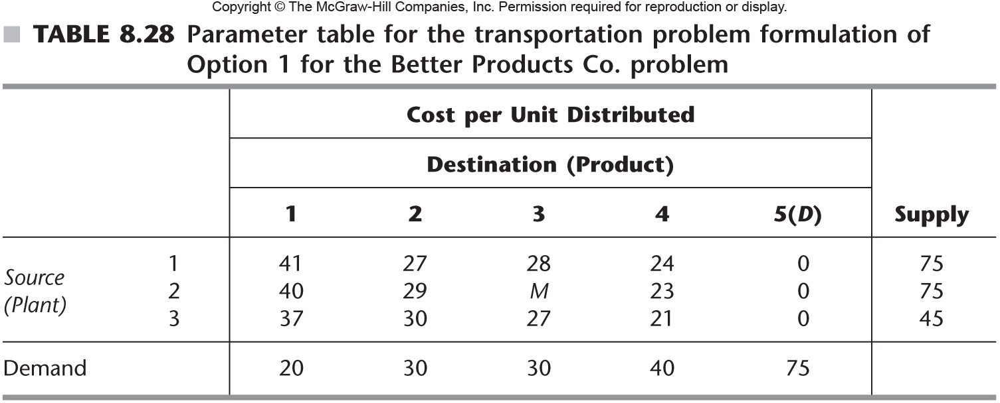 Copyright © The McGraw-Hill Companies, Inc. Permission required for reproduction or display.
TABLE 8.28 Parameter table for the transportation problem formulation of
Option 1 for the Better Products Co. problem
Cost per Unit Distributed
Destination (Product)
1 2 3 4 5(D) Supply
Source (Plant)
1 41 27 28 24 0 75
2 40 29 M 23 0 75
3 37 30 27 21 0 45
Demand 20 30 30 40 75